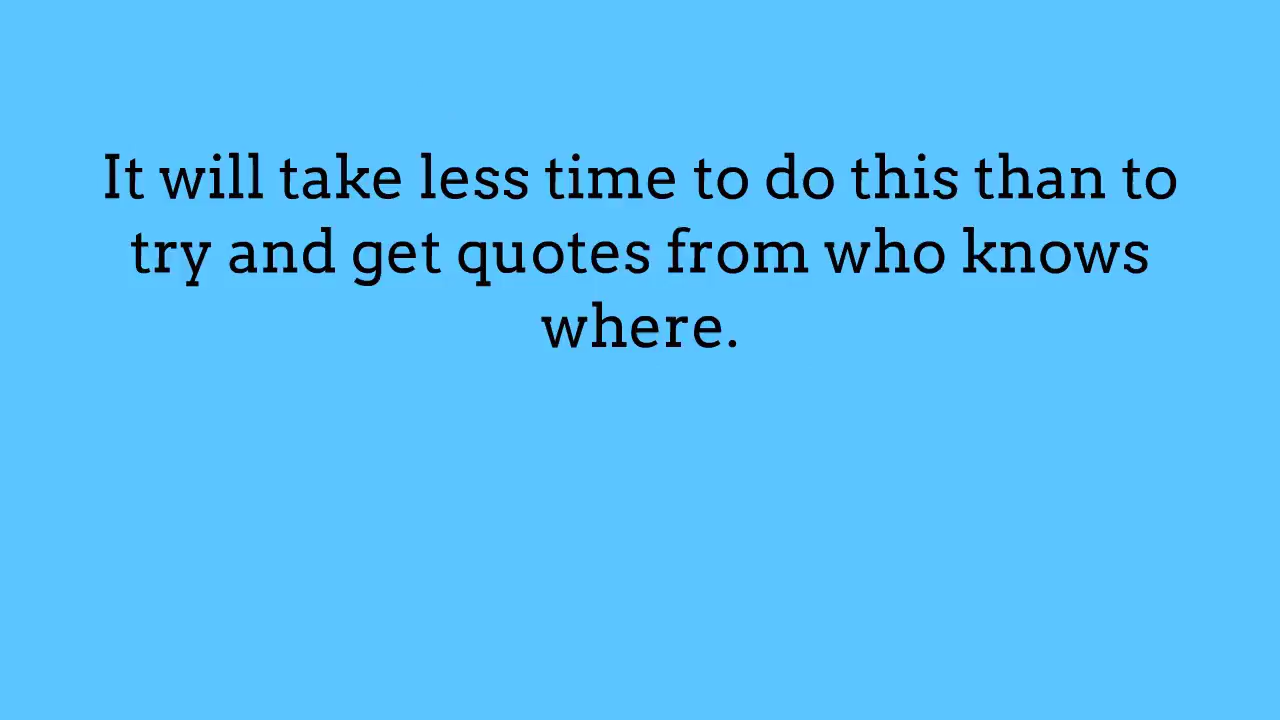 It will take less time to do this than to
try and get quotes from who knows
where.